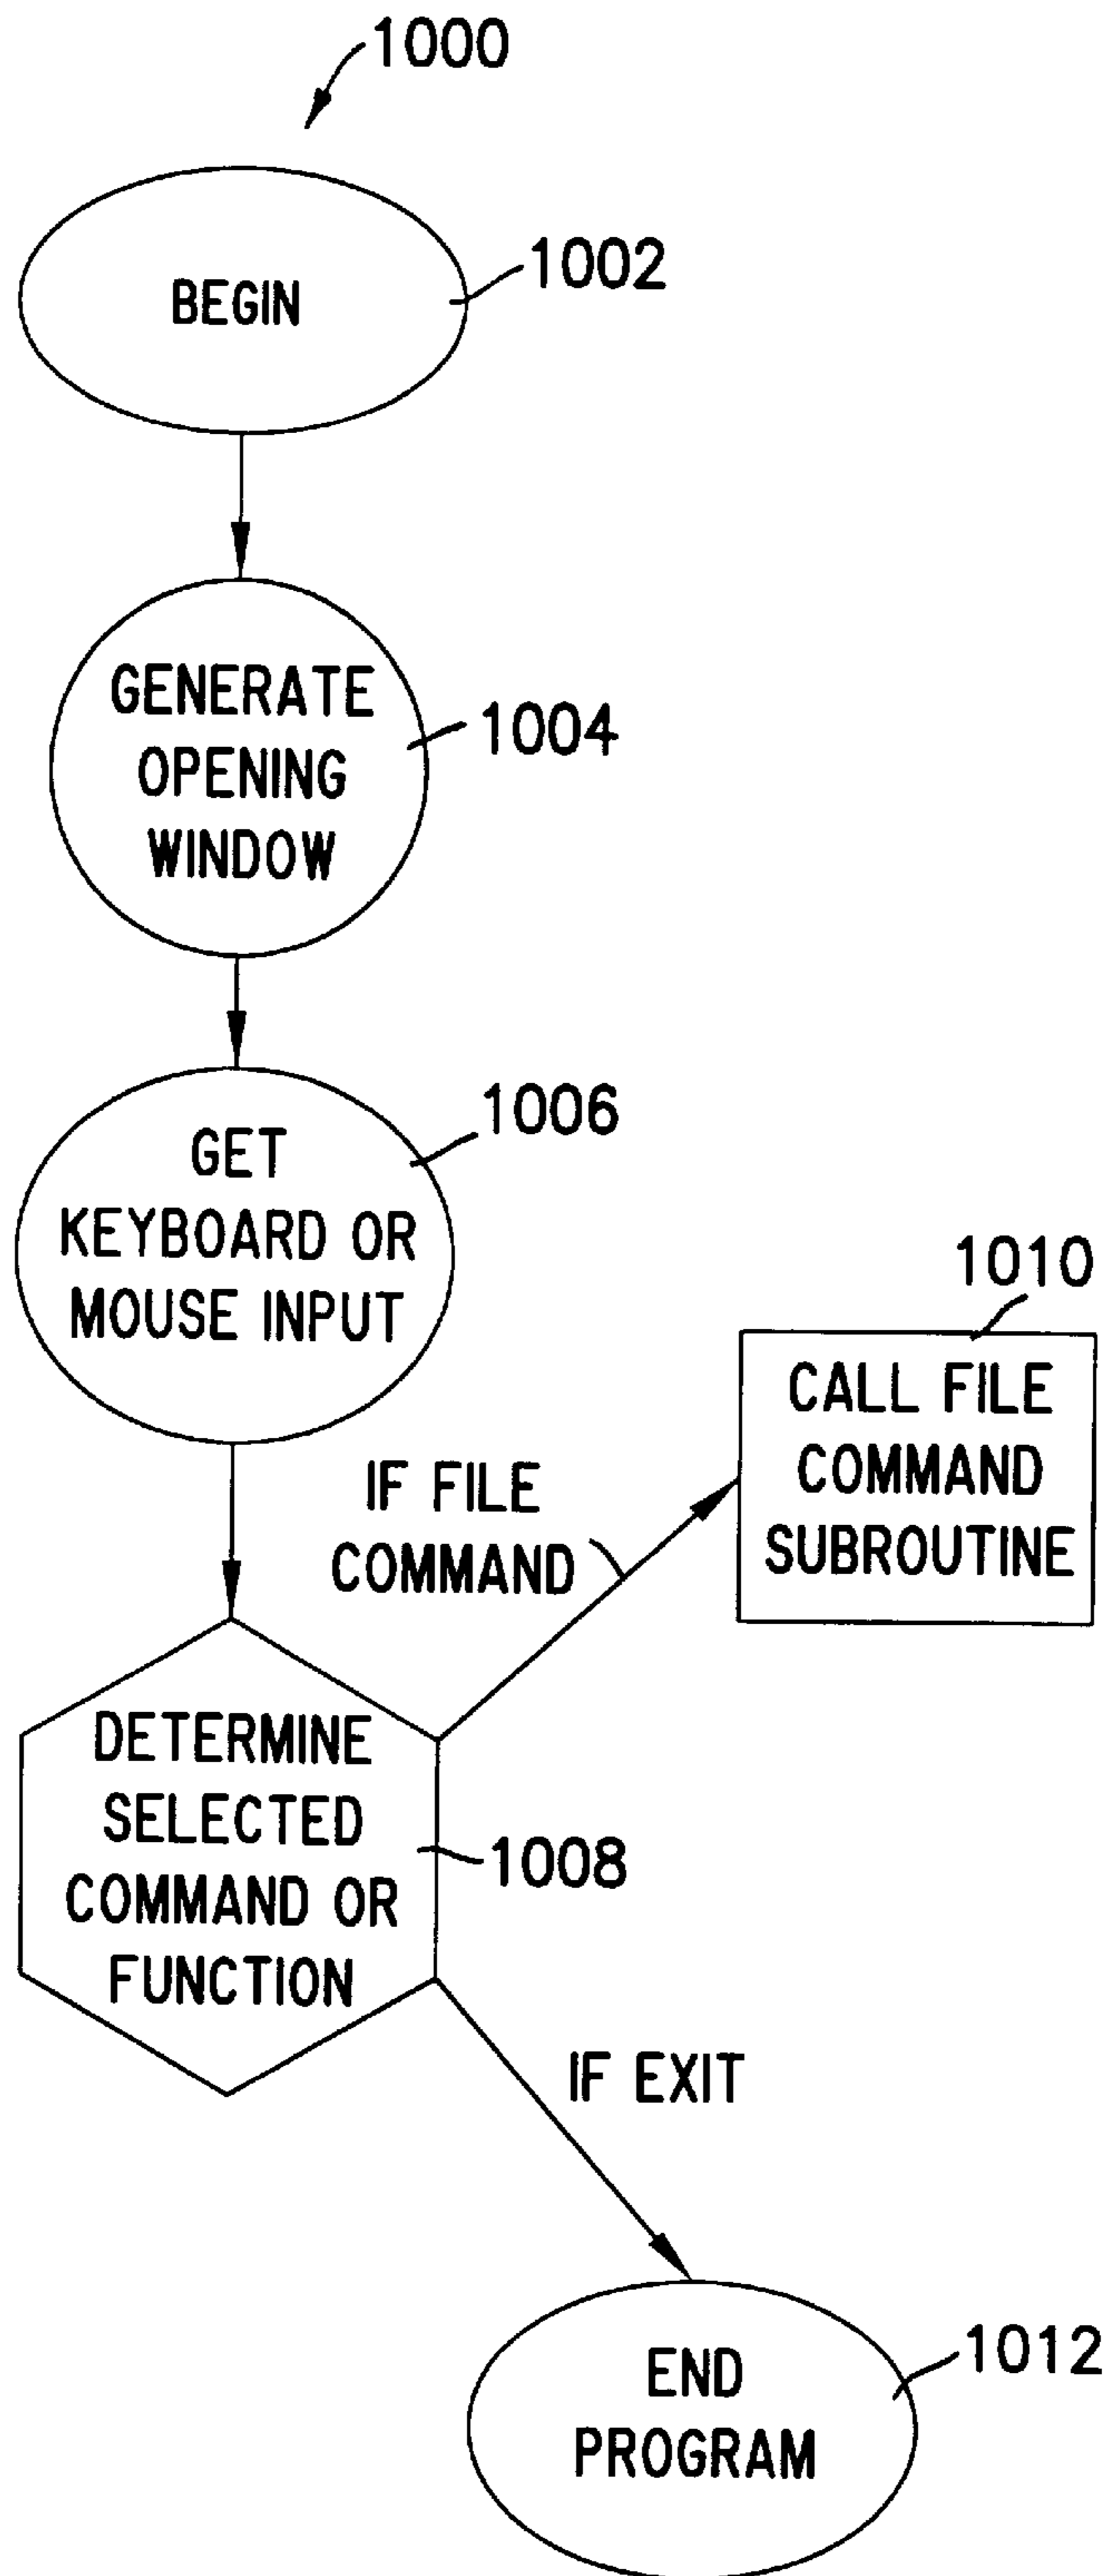 1000
BEGIN
1002
GENERATE
OPENING
WINDOW
1004
GET
KEYBOARD OR
MOUSE INPUT
1006
IF FILE
COMMAND
1010
CALL FILE
COMMAND
SUBROUTINE
DETERMINE
SELECTED
COMMAND OR
FUNCTION
1008
IF EXIT
END
PROGRAM
1012